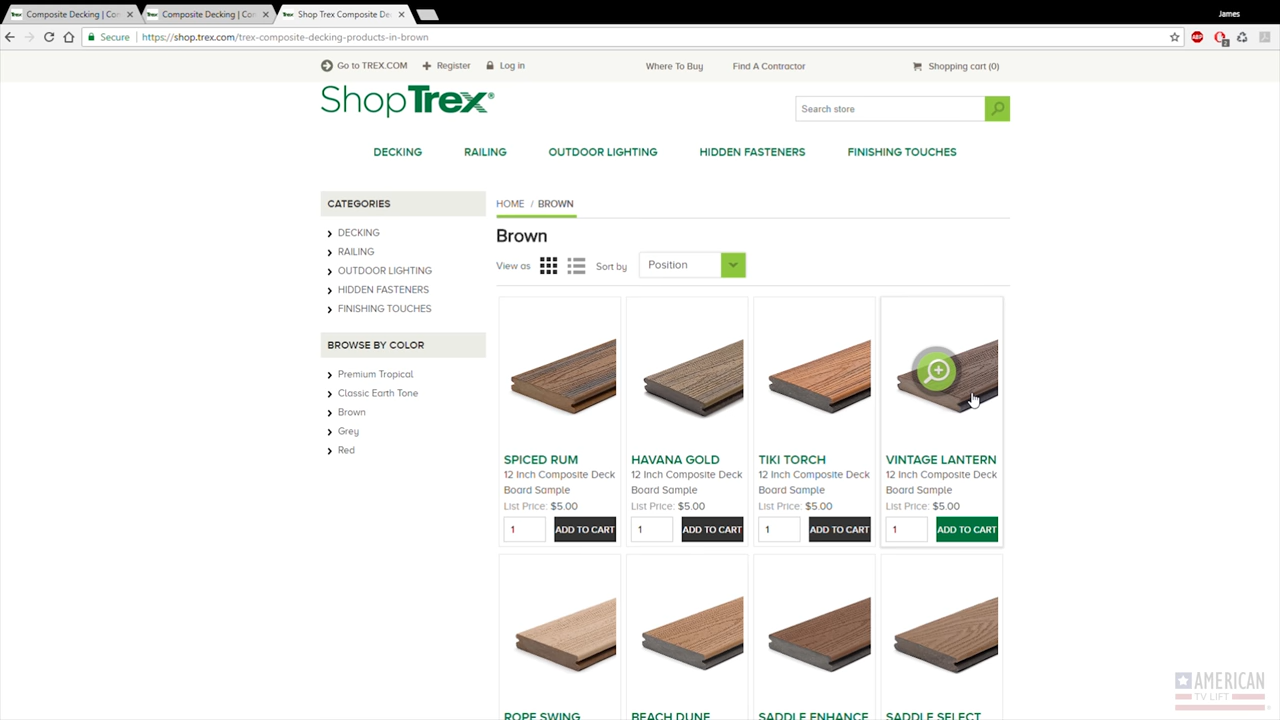 Composite Decking | Con
Composite Decking | Con
Shop Trex Composite De
James
Secure
https://shop.trex.com/trex-composite-decking-products-in-brown
ABP
2
Go to TREX.COM
Register
Log in
Where To Buy
Find A Contractor
Shopping cart (0)
ShopTrex®
Search store
DECKING
RAILING
OUTDOOR LIGHTING
HIDDEN FASTENERS
FINISHING TOUCHES
CATEGORIES
DECKING
RAILING
OUTDOOR LIGHTING
HIDDEN FASTENERS
FINISHING TOUCHES
BROWSE BY COLOR
Premium Tropical
Classic Earth Tone
Brown
Grey
Red
HOME / BROWN
Brown
View as
Sort by
Position
SPICED RUM
12 Inch Composite Deck
Board Sample
List Price: $5.00
1
ADD TO CART
HAVANA GOLD
12 Inch Composite Deck
Board Sample
List Price: $5.00
1
ADD TO CART
TIKI TORCH
12 Inch Composite Deck
Board Sample
List Price: $5.00
1
ADD TO CART
VINTAGE LANTERN
12 Inch Composite Deck
Board Sample
List Price: $5.00
1
ADD TO CART
ROPE SWING
BEACH DUNE
SADDLE ENHANCE
SADDLE SELECT
AMERICAN
TV LIFT